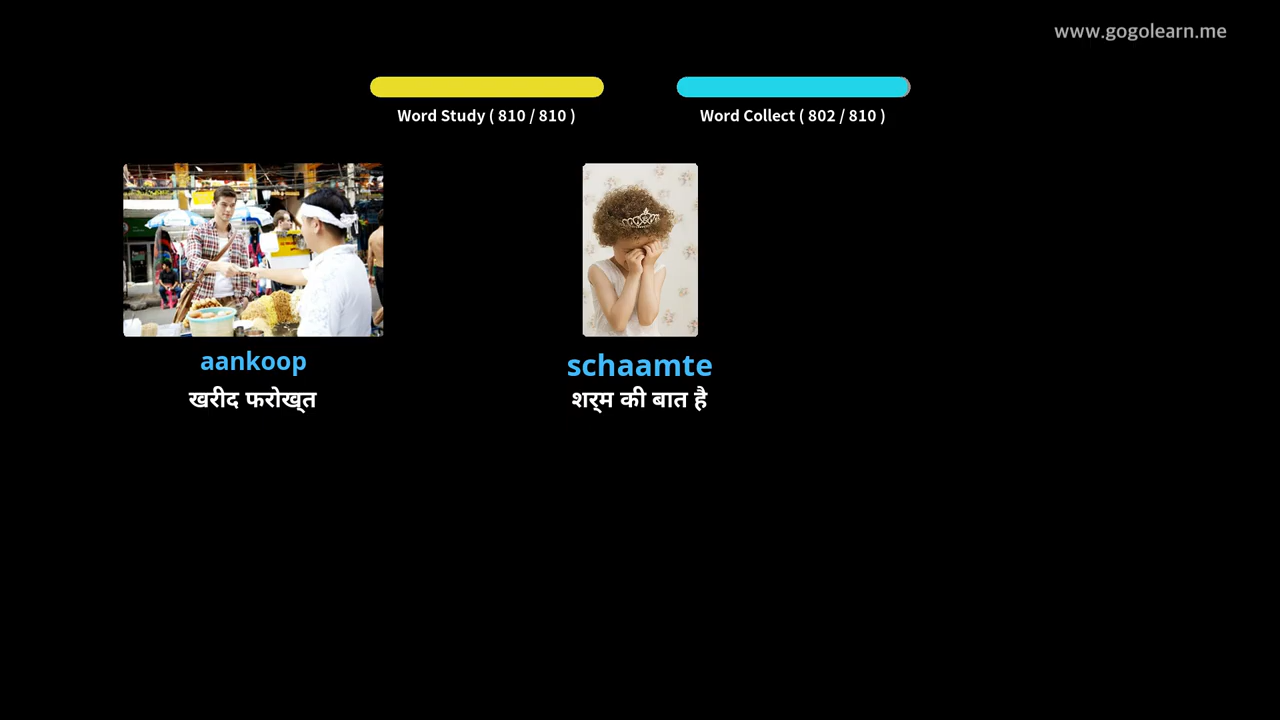 www.gogolearn.me
Word Study ( 810 / 810 )
Word Collect ( 802 / 810 )
aankoop
खरीद फरोख्त
schaamte
शर्म की बात है